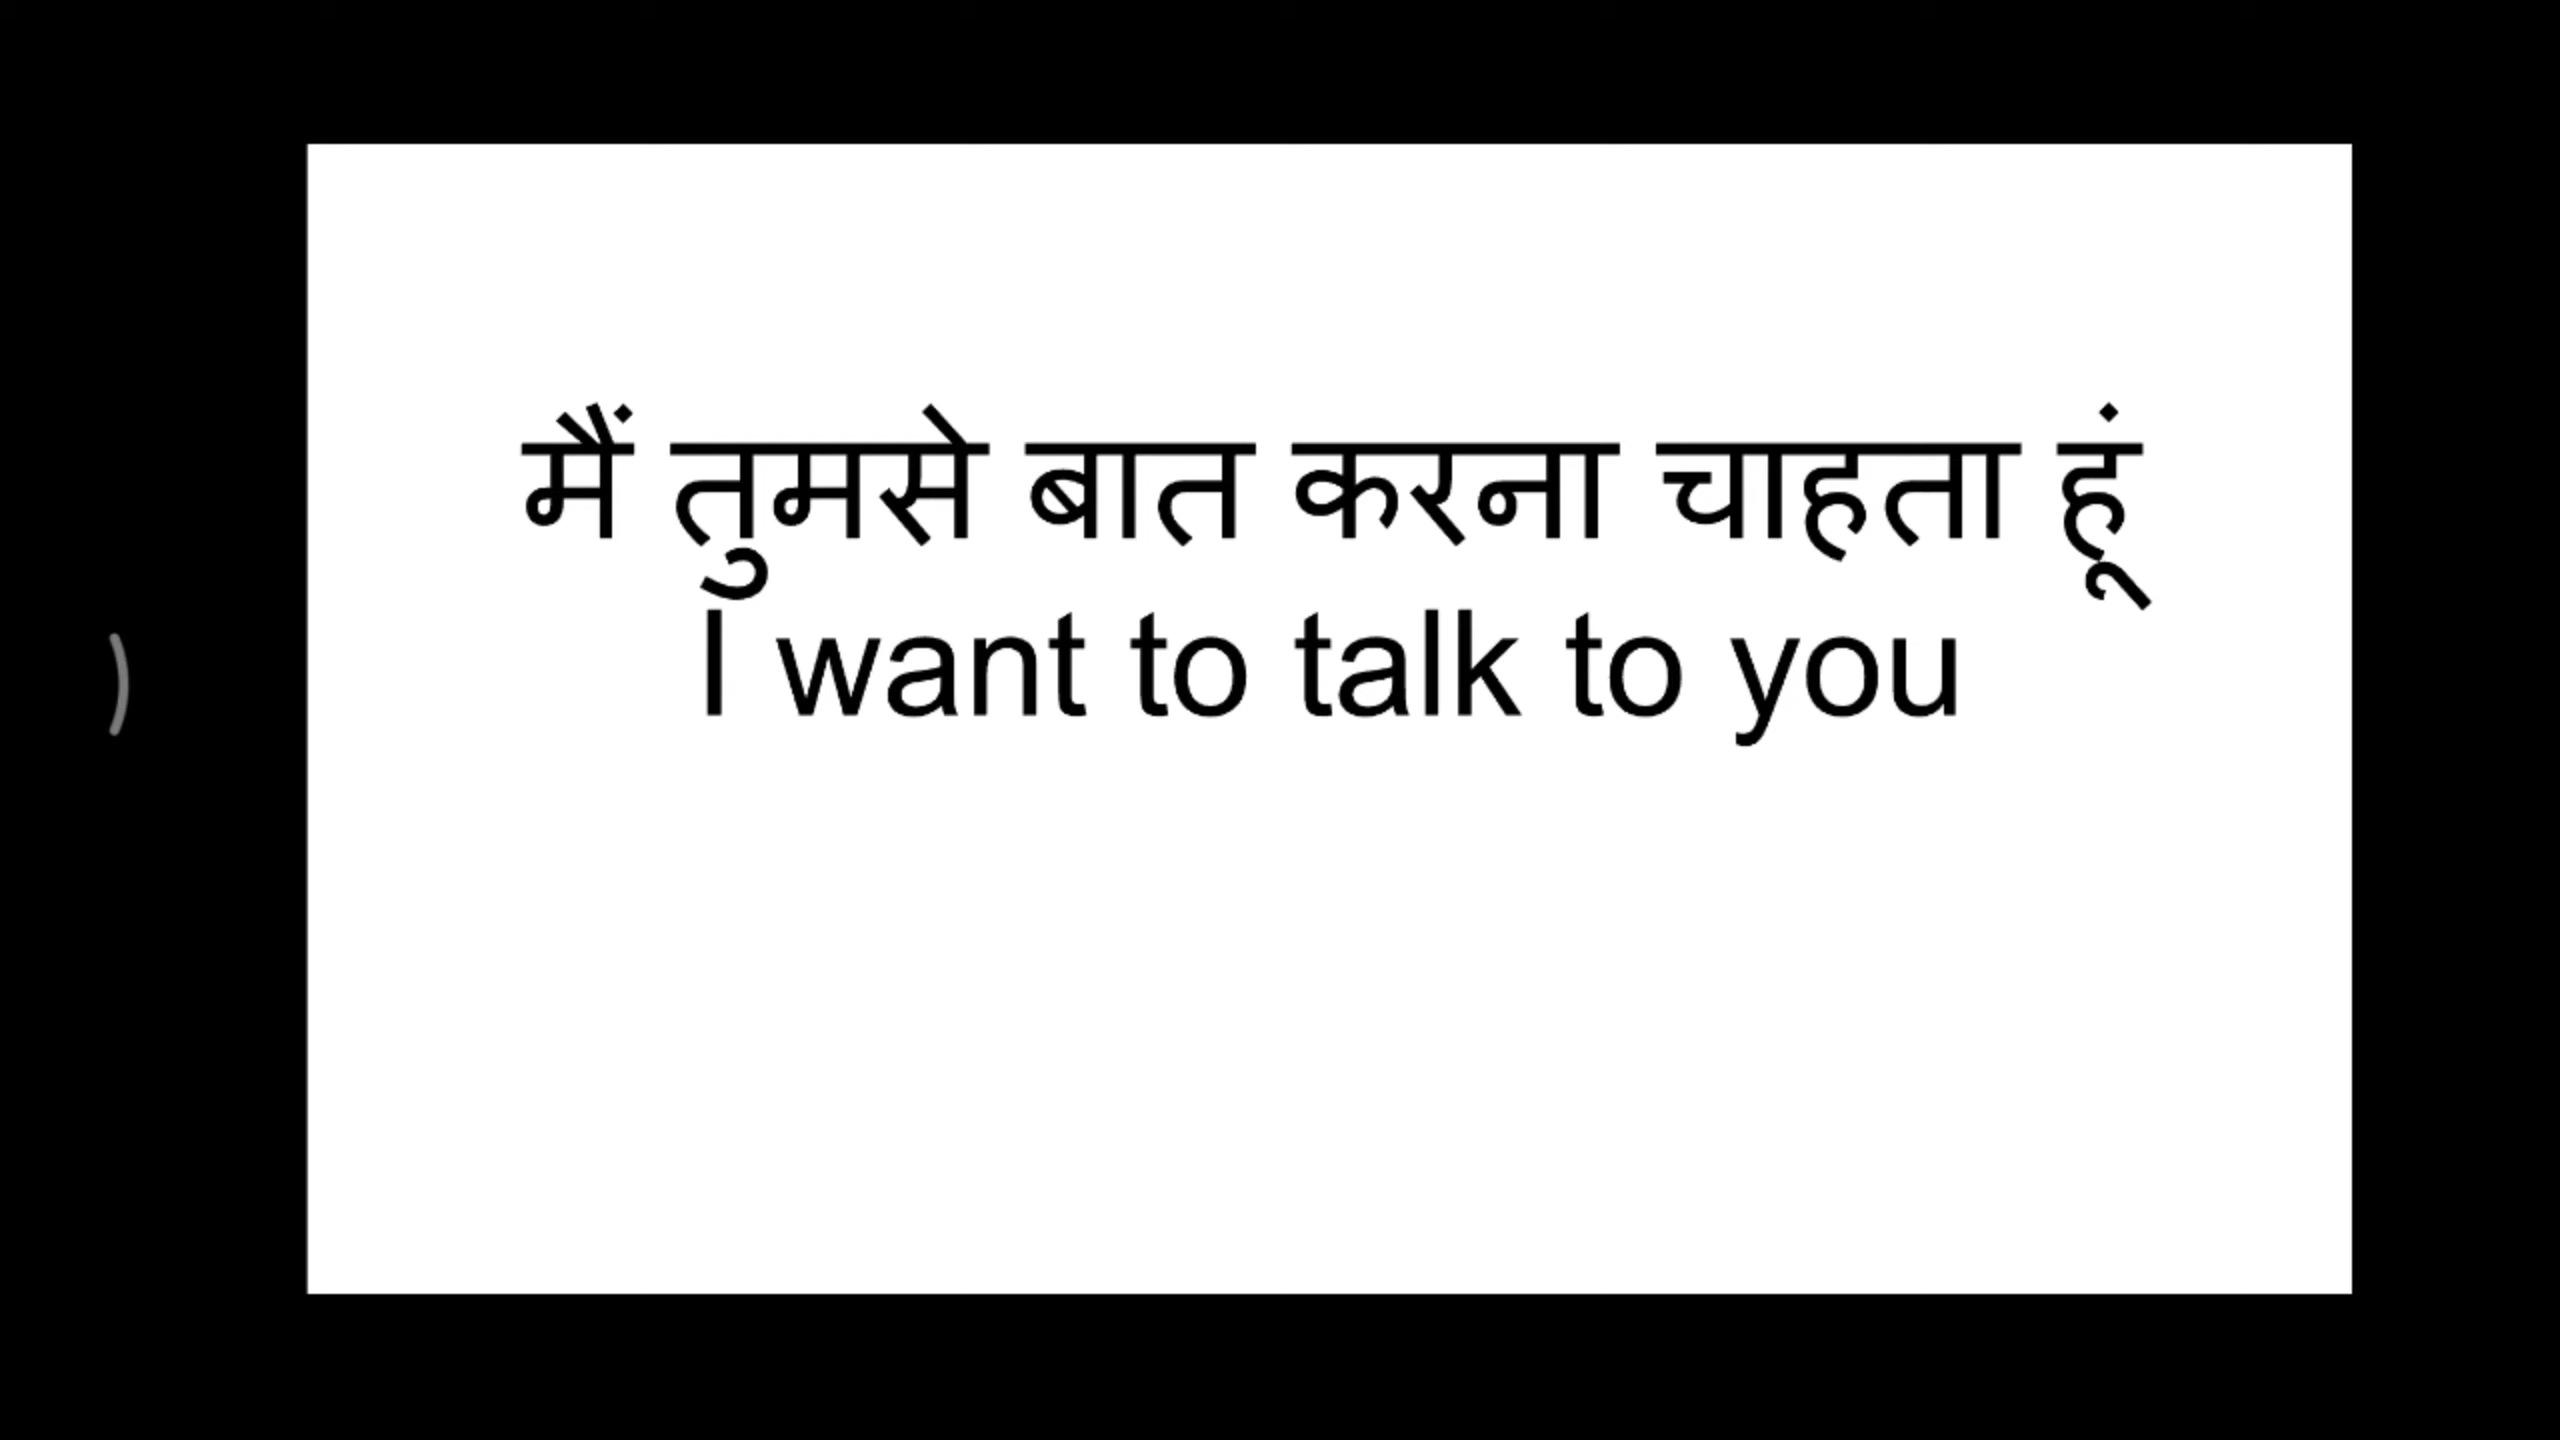 मैं तुमसे बात करना चाहता हूं
I want to talk to you